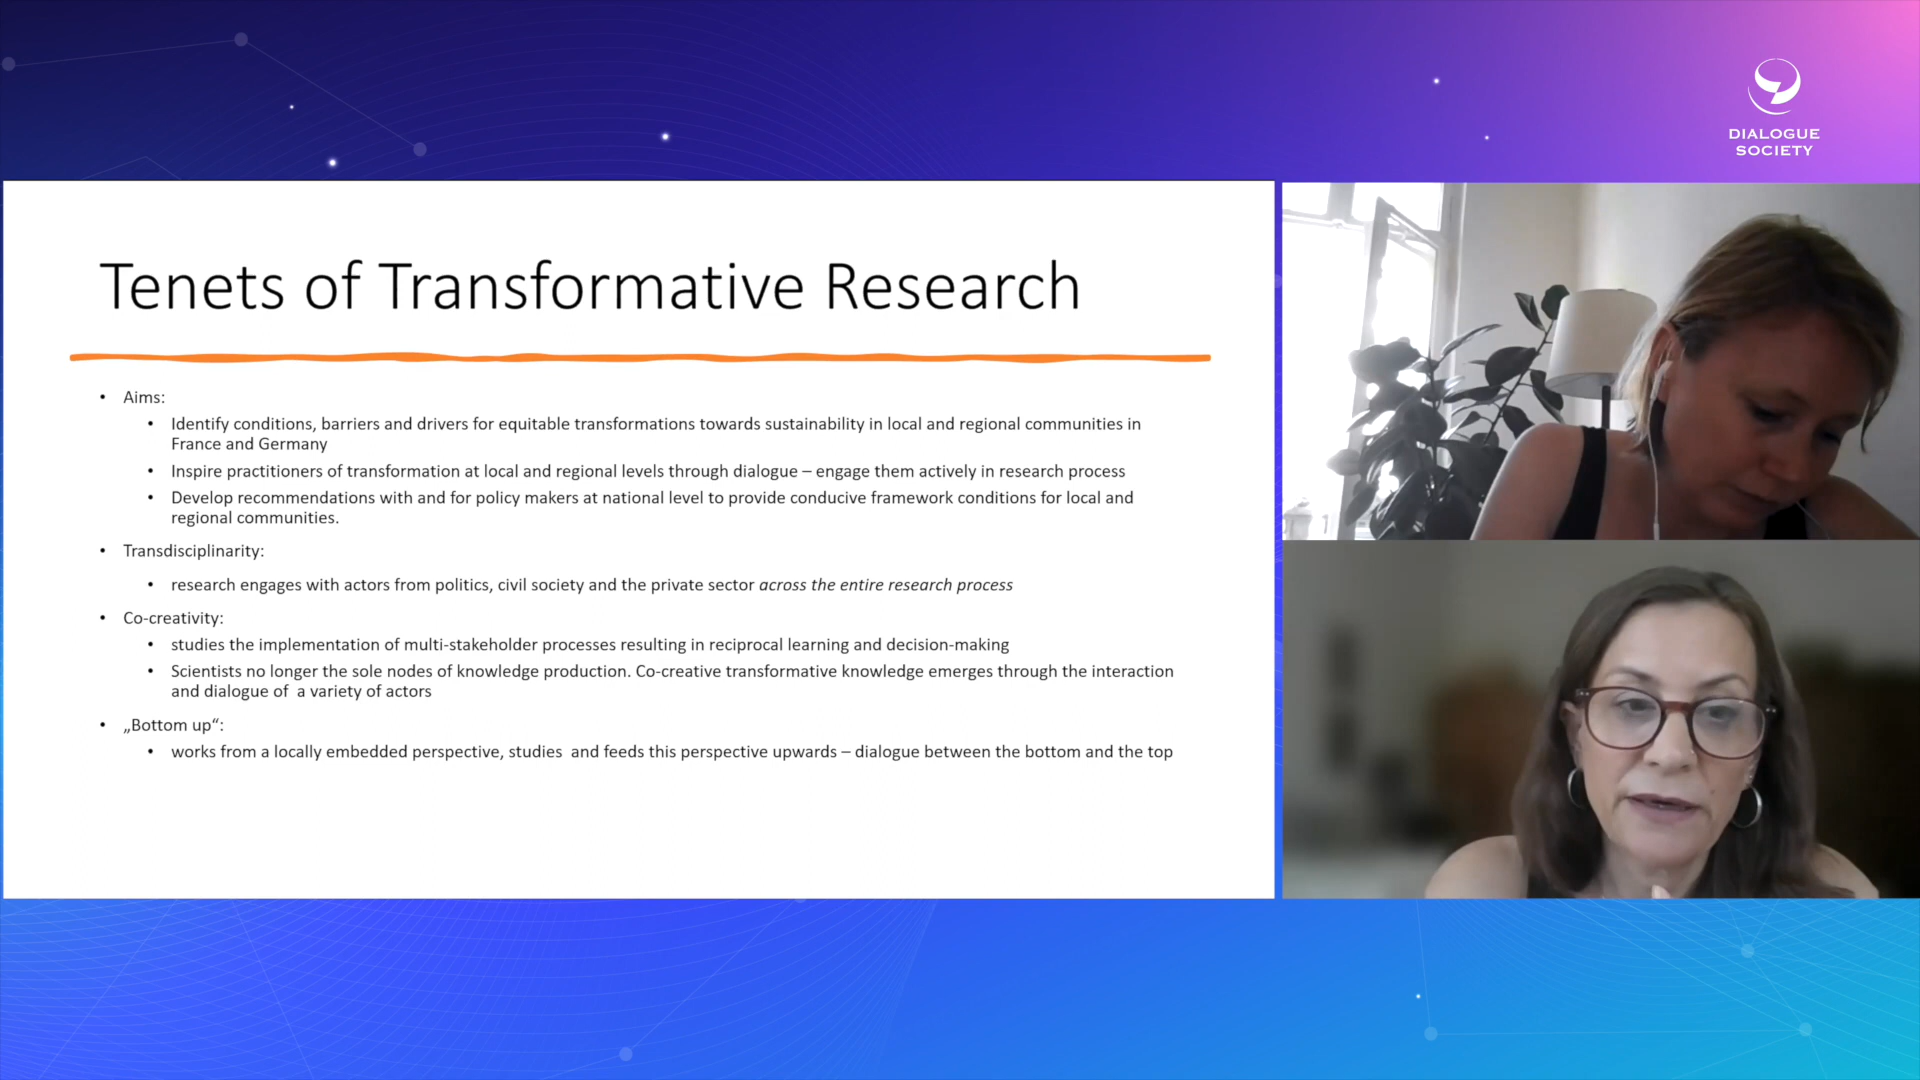 DIALOGUE
SOCIETY
Tenets of Transformative Research
• Aims:
• Identify conditions, barriers and drivers for equitable transformations towards sustainability in local and regional communities in
France and Germany
• Inspire practitioners of transformation at local and regional levels through dialogue – engage them actively in research process
• Develop recommendations with and for policy makers at national level to provide conducive framework conditions for local and
regional communities.
• Transdisciplinarity:
• research engages with actors from politics, civil society and the private sector across the entire research process
• Co-creativity:
• studies the implementation of multi-stakeholder processes resulting in reciprocal learning and decision-making
• Scientists no longer the sole nodes of knowledge production. Co-creative transformative knowledge emerges through the interaction
and dialogue of  a variety of actors
• „Bottom up“:
• works from a locally embedded perspective, studies  and feeds this perspective upwards – dialogue between the bottom and the top